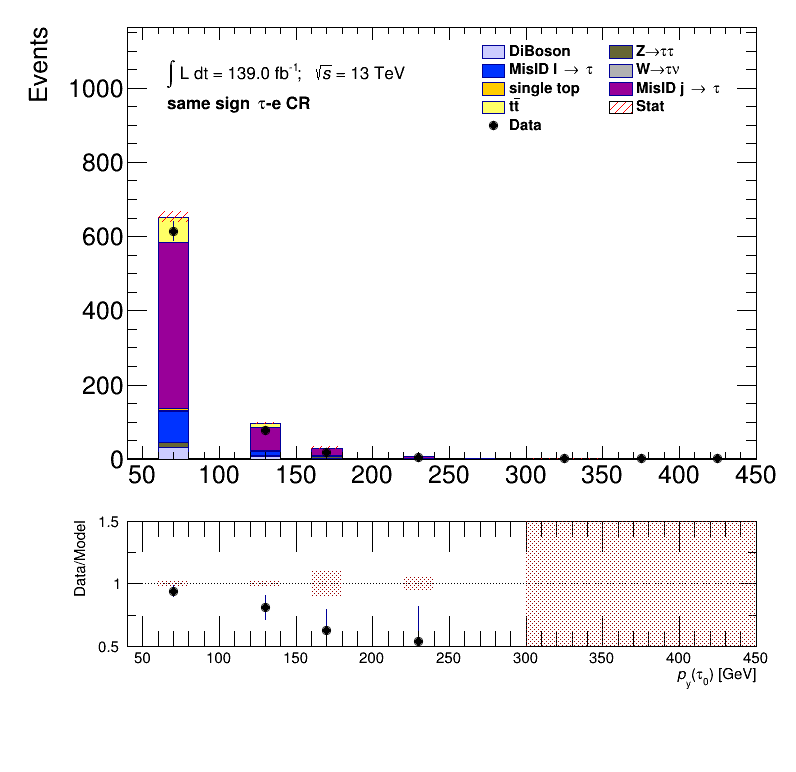 Events
∫ L dt = 139.0 fb⁻¹; √s = 13 TeV
same sign τ-e CR
DiBoson
Z→ττ
MisID l → τ
W→τν
single top
MisID j → τ
tt̄
Stat
Data
1000
800
600
400
200
0
50 100 150 200 250 300 350 400 450
Data/Model
1.5
1
0.5
50 100 150 200 250 300 350 400 450
p_y(τ₀) [GeV]